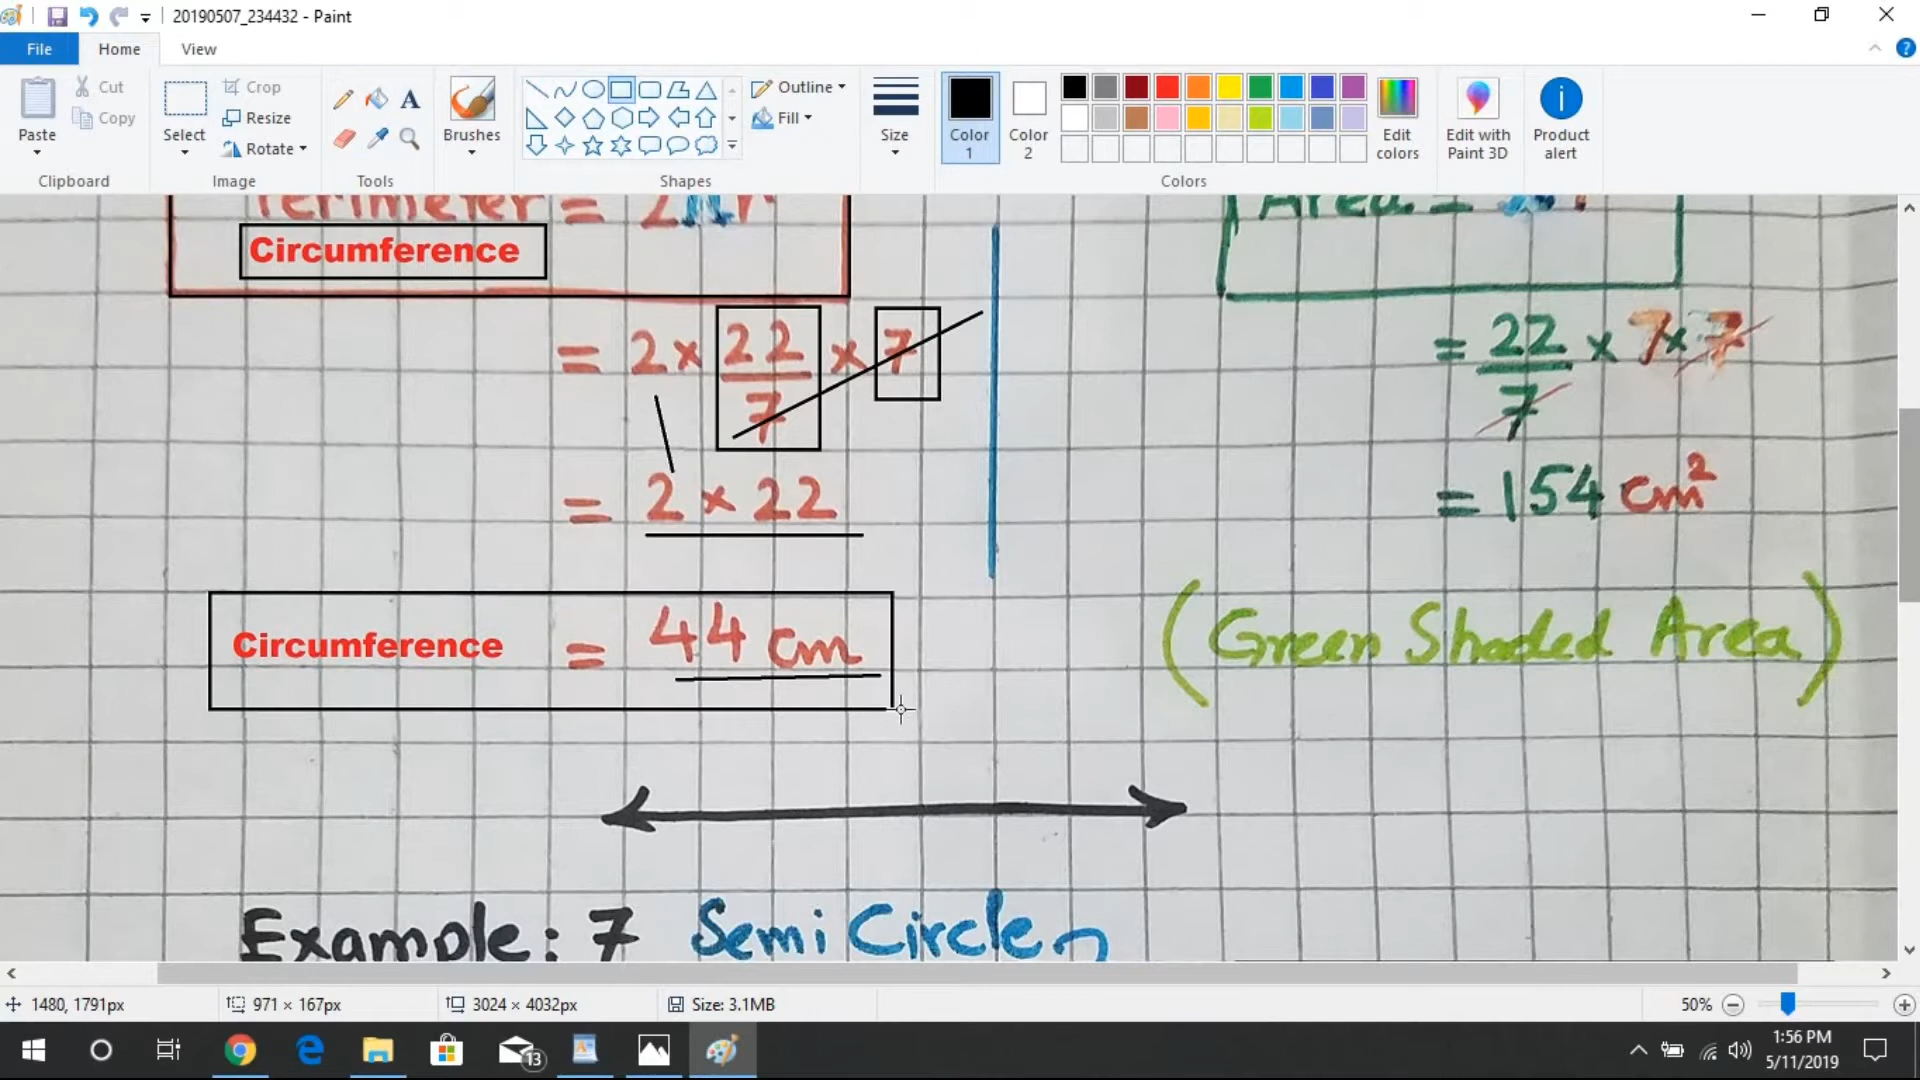 20190507_234432 - Paint
File Home View
Paste
Cut
Copy
Clipboard
Select
Crop
Resize
Rotate
Image
A
Tools
Brushes
Outline
Fill
Shapes
Size
Color 1
Color 2
Edit colors
Edit with Paint 3D
Product alert
Colors
Perimeter = 2πr
Circumference
= 2 × 22/7 × 7
= 2 × 22
Circumference = 44 cm
Area =
= 22/7 × 7 × 7
= 154 cm²
(Green Shaded Area)
Example: 7 Semi Circle
1480, 1791px 971 × 167px 3024 × 4032px Size: 3.1MB 50%
13
1:56 PM
5/11/2019